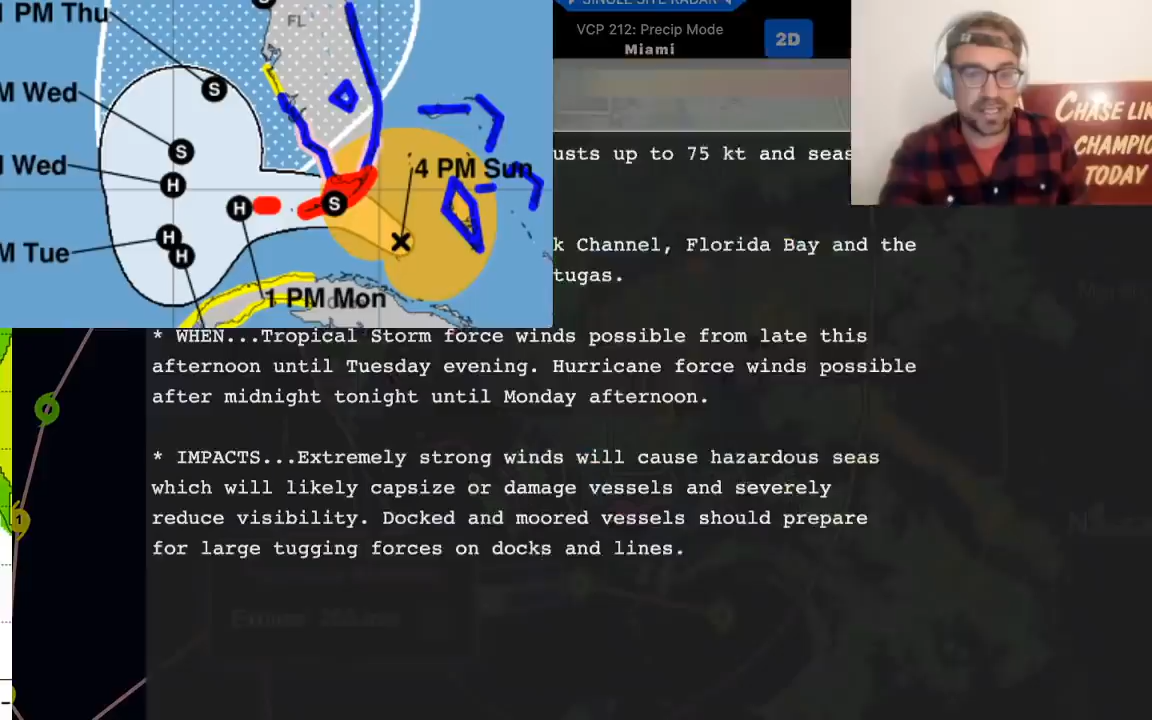 PM Thu
FL
SINGLE SITE RADAR
VCP 212: Precip Mode
Miami
2D
S
M Wed
S
Wed
H
4 PM Sun
H
S
M Tue
H
H
1 PM Mon
CHASE LIK
CHAMPIO
TODAY
usts up to 75 kt and seas
k Channel, Florida Bay and the
tugas.
* WHEN...Tropical Storm force winds possible from late this
afternoon until Tuesday evening. Hurricane force winds possible
after midnight tonight until Monday afternoon.
* IMPACTS...Extremely strong winds will cause hazardous seas
which will likely capsize or damage vessels and severely
reduce visibility. Docked and moored vessels should prepare
for large tugging forces on docks and lines.